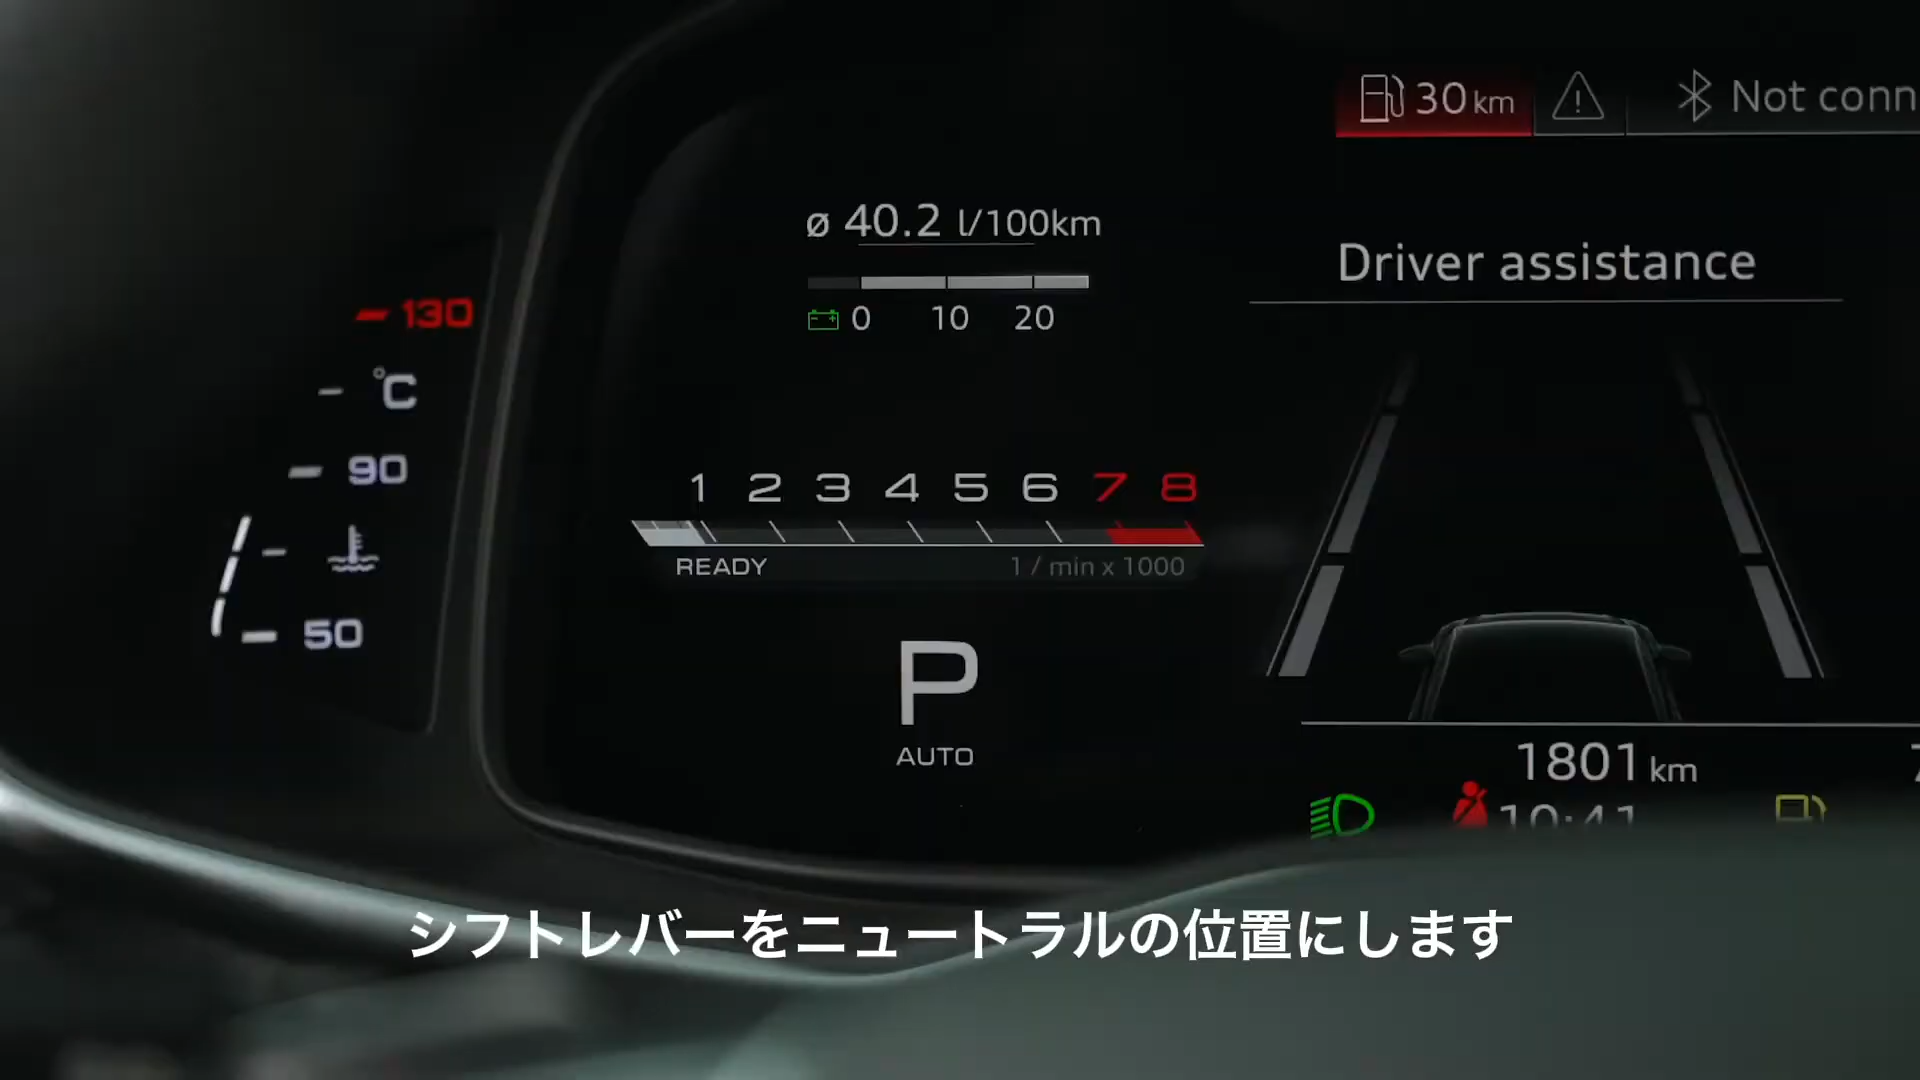 30 km
Not conn
ø 40.2 l/100km
0 10 20
Driver assistance
130
°C
90
50
1 2 3 4 5 6 7 8
READY
1 / min x 1000
P
AUTO
1801 km
10:41
シフトレバーをニュートラルの位置にします